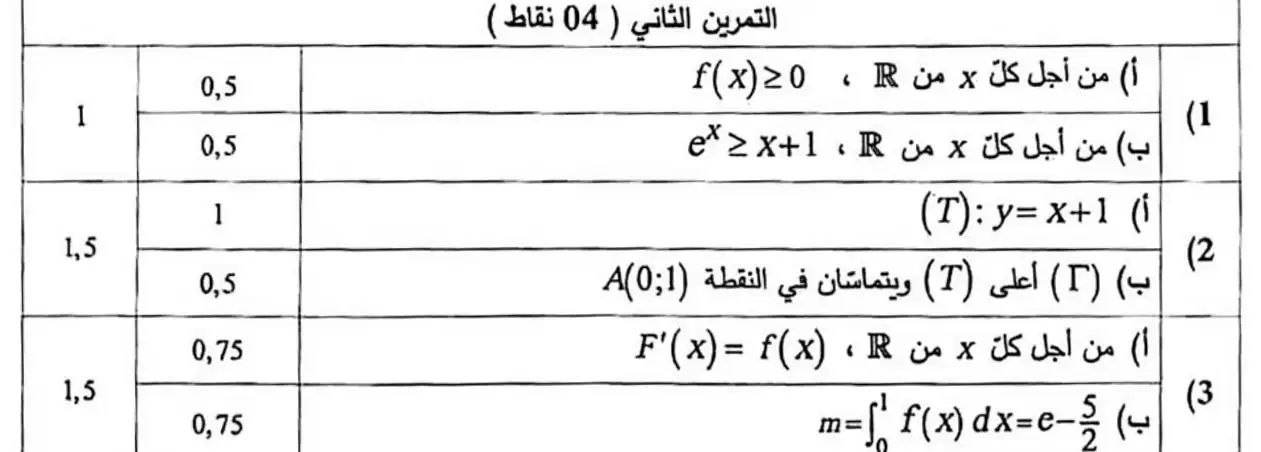 التمرين الثاني ( 04 نقاط )
1) أ) من أجل كلّ x من ℝ ، f(x)≥0 0,5 1
ب) من أجل كلّ x من ℝ ، e^x ≥ x+1 0,5
2) أ) (T): y= x+1 1 1,5
ب) (Γ) أعلى (T) ويتماسّان في النقطة A(0;1) 0,5
3) أ) من أجل كلّ x من ℝ ، F′(x)= f(x) 0,75 1,5
ب) m=∫₀¹ f(x) dx=e−5/2 0,75